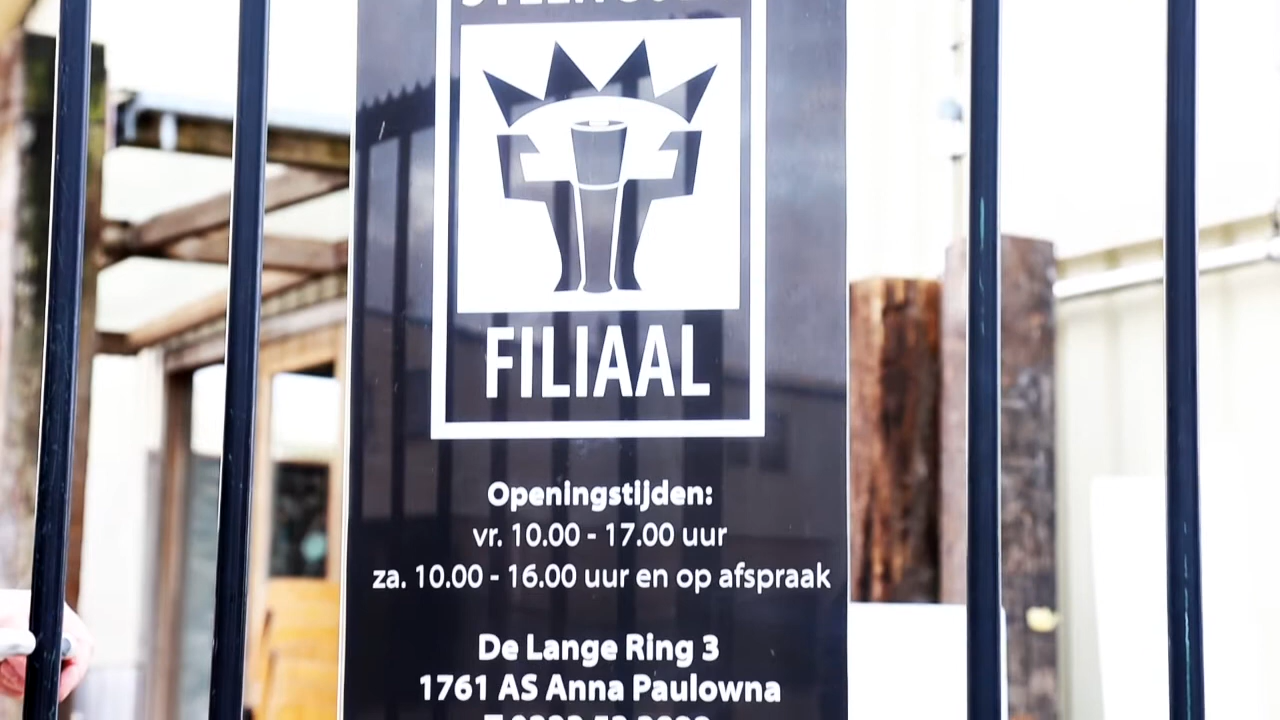 FILIAAL
Openingstijden:
vr. 10.00 - 17.00 uur
za. 10.00 - 16.00 uur en op afspraak
De Lange Ring 3
1761 AS Anna Paulowna